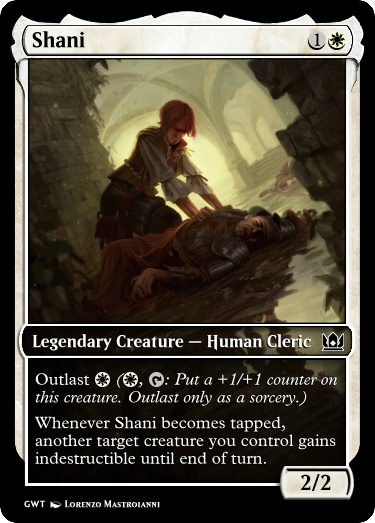 Shani 1
Legendary Creature — Human Cleric
Outlast (, : Put a +1/+1 counter on
this creature. Outlast only as a sorcery.)
Whenever Shani becomes tapped,
another target creature you control gains
indestructible until end of turn.
2/2
GWT Lorenzo Mastroianni